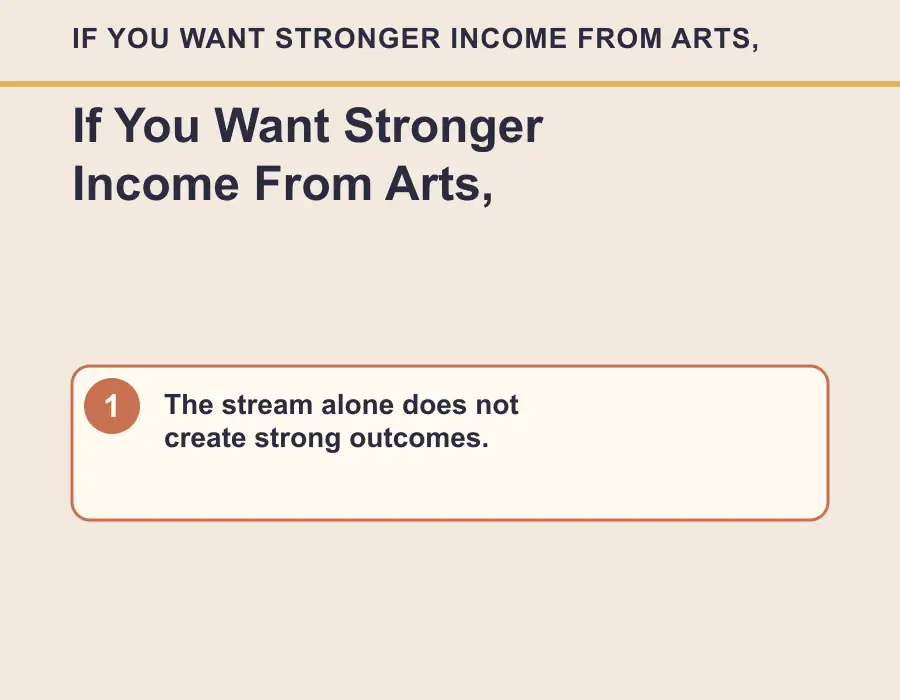 IF YOU WANT STRONGER INCOME FROM ARTS,
If You Want Stronger
Income From Arts,
1
The stream alone does not
create strong outcomes.